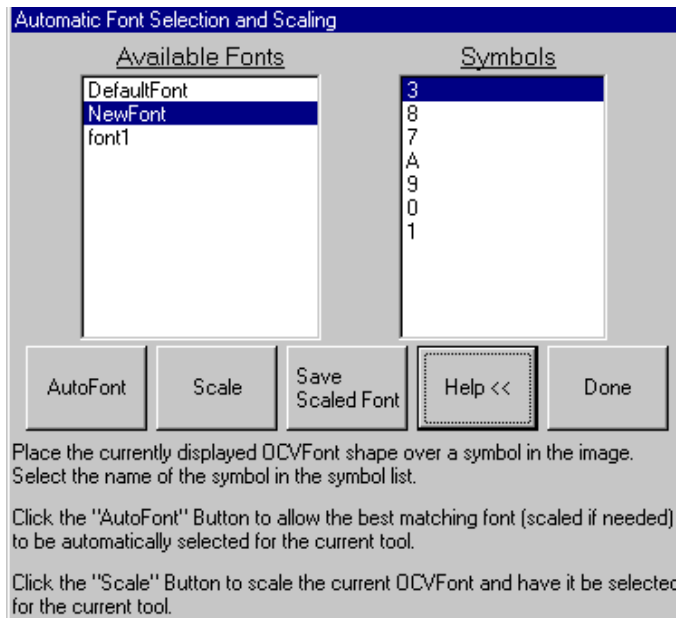 Automatic Font Selection and Scaling
Available Fonts
Symbols
DefaultFont
NewFont
font1
3
8
7
A
9
0
1
AutoFont
Scale
Save
Scaled Font
Help <<
Done
Place the currently displayed OCVFont shape over a symbol in the image.
Select the name of the symbol in the symbol list.
Click the "AutoFont" Button to allow the best matching font (scaled if needed)
to be automatically selected for the current tool.
Click the "Scale" Button to scale the current OCVFont and have it be selected
for the current tool.